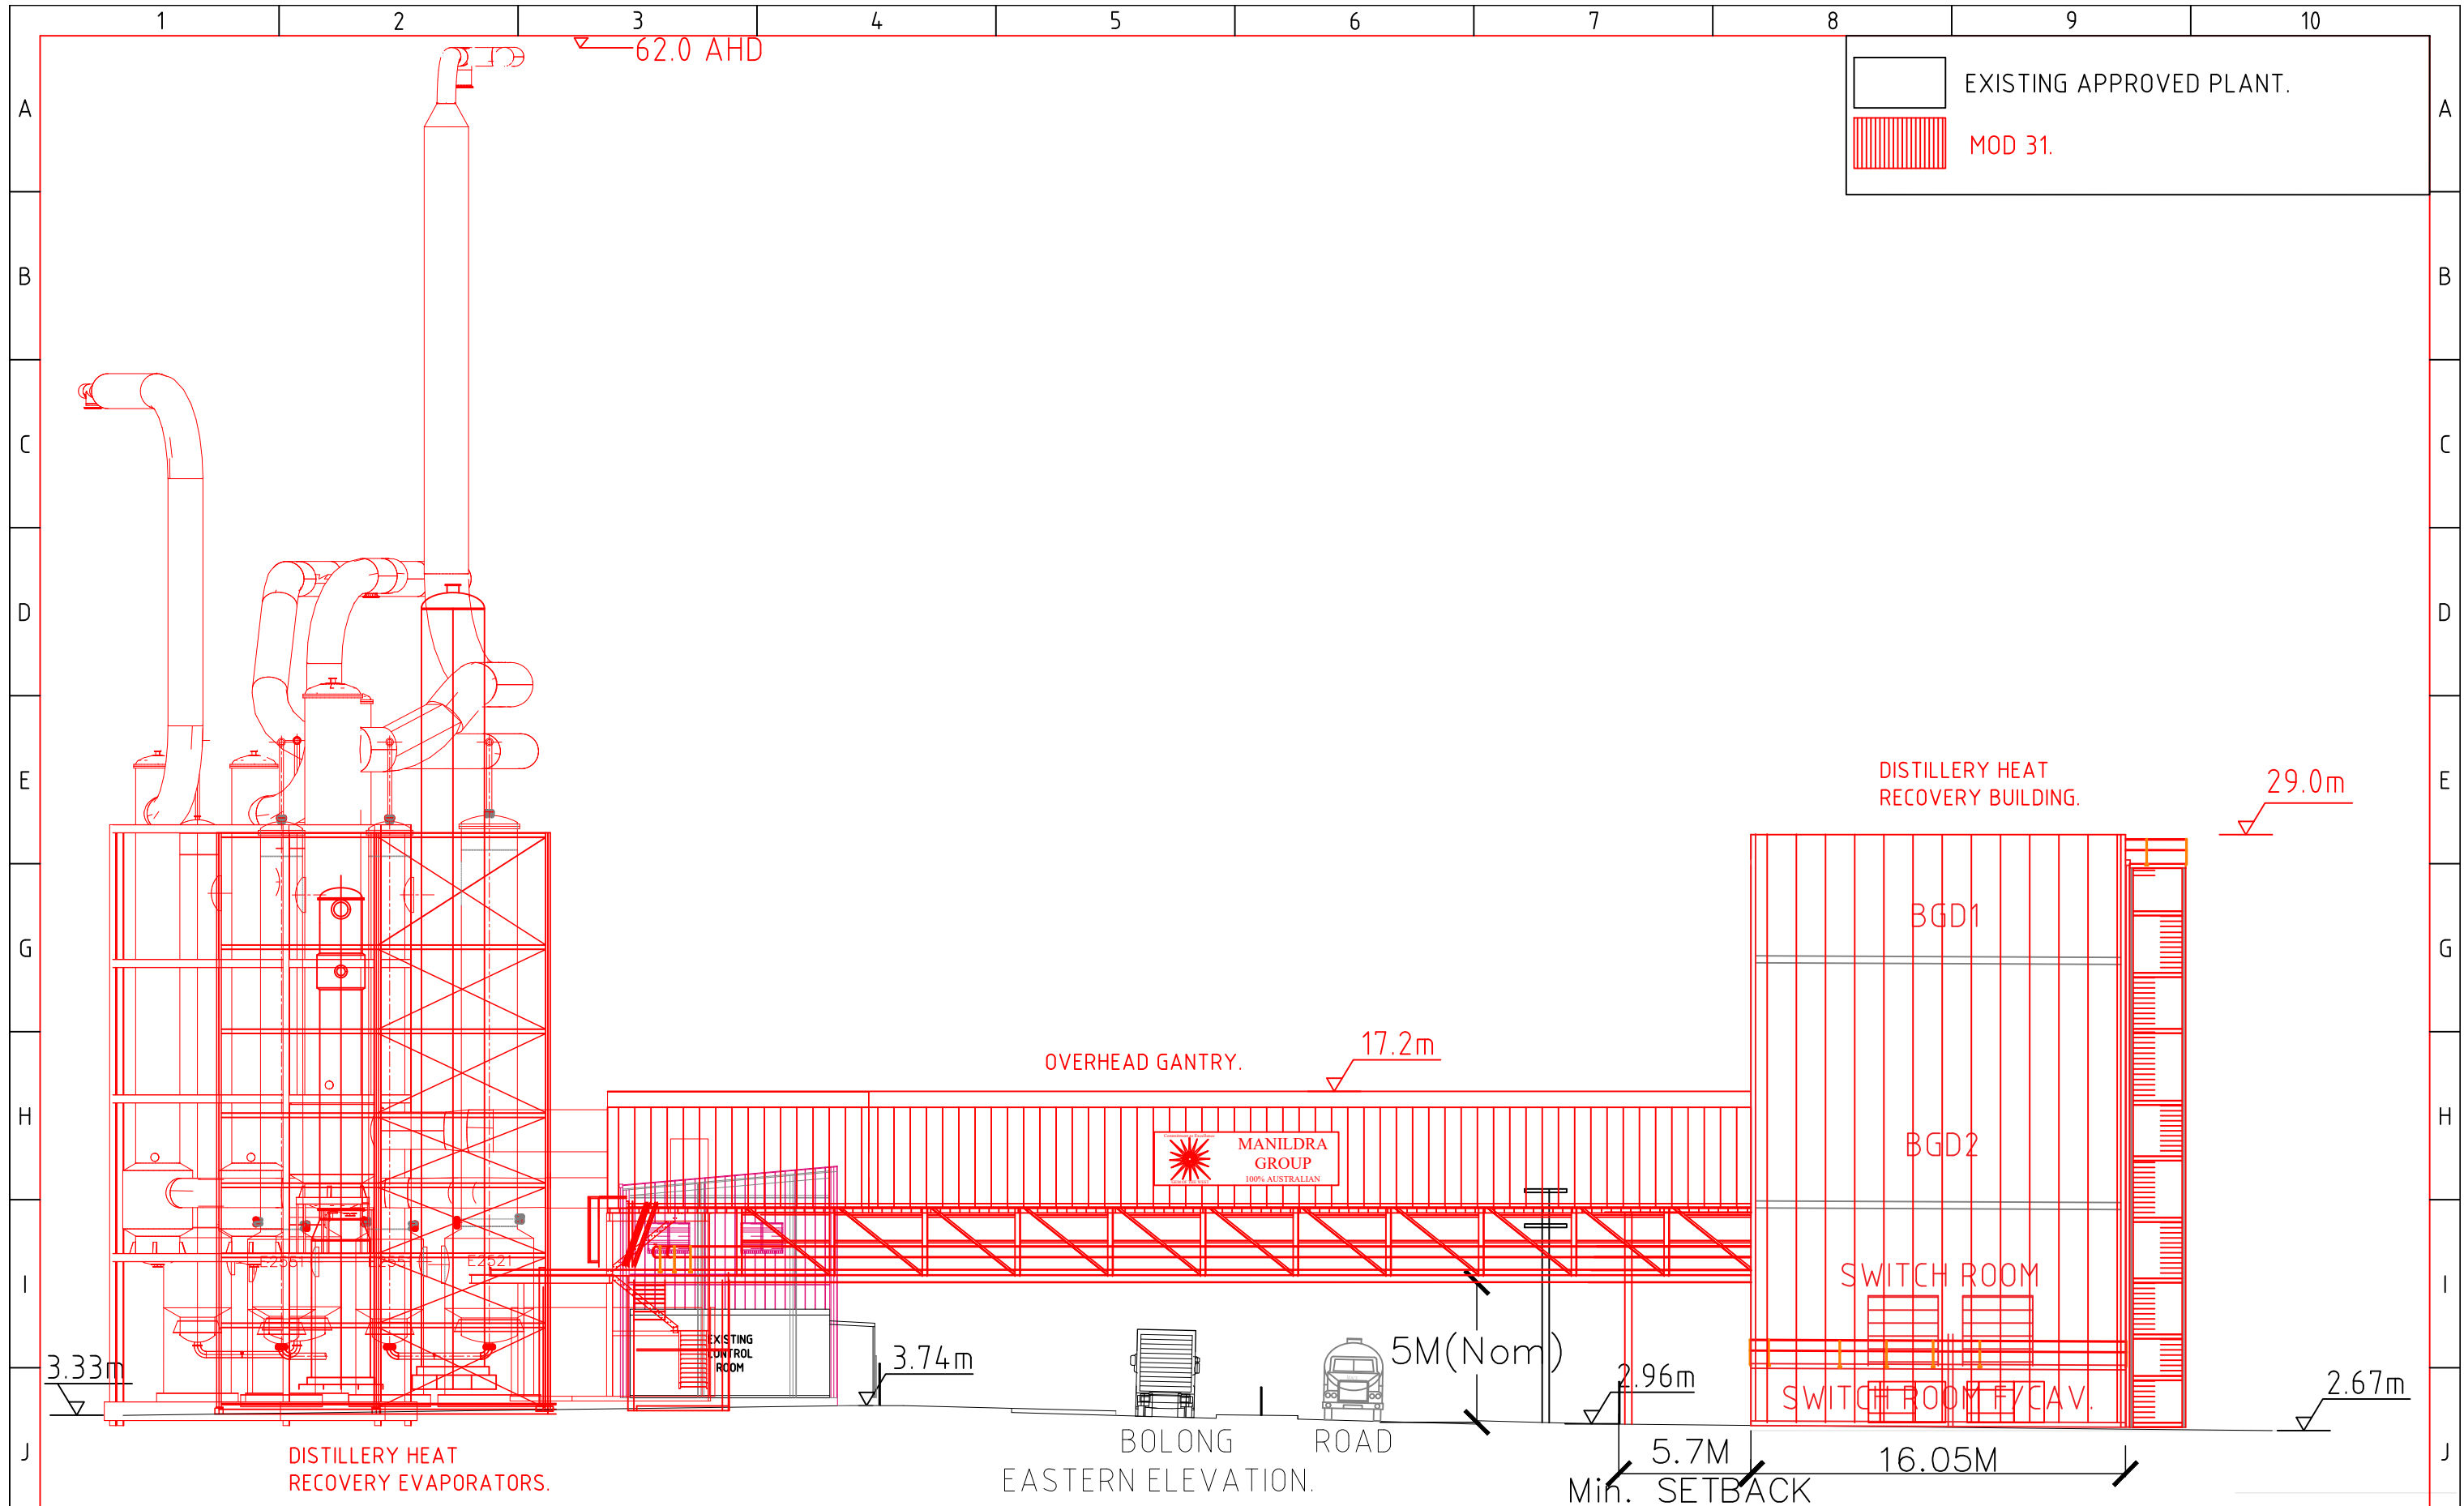 1 2 3 4 5 6 7 8 9 10
62.0 AHD
EXISTING APPROVED PLANT.
MOD 31.
A A
B B
C C
D D
E E
G G
H H
I I
J J
DISTILLERY HEAT
RECOVERY BUILDING.
29.0m
BGD1
OVERHEAD GANTRY.
17.2m
MANILDRA
GROUP
100% AUSTRALIAN
BGD2
E2551
E2521
SWITCH ROOM
EXISTING
CONTROL
ROOM
5M(Nom)
3.33m
3.74m
2.96m
SWITCH ROOM F/CAV.
2.67m
BOLONG ROAD
EASTERN ELEVATION.
DISTILLERY HEAT
RECOVERY EVAPORATORS.
5.7M
Min. SETBACK
16.05M